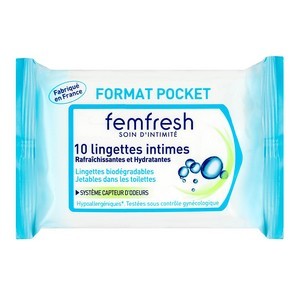 Fabriqué
en France
FORMAT POCKET
femfresh
SOIN D'INTIMITÉ
10 lingettes intimes
Rafraîchissantes et Hydratantes
Lingettes biodégradables
Jetables dans les toilettes
SYSTÈME CAPTEUR D'ODEURS
Hypoallergéniques* - Testées sous contrôle gynécologique